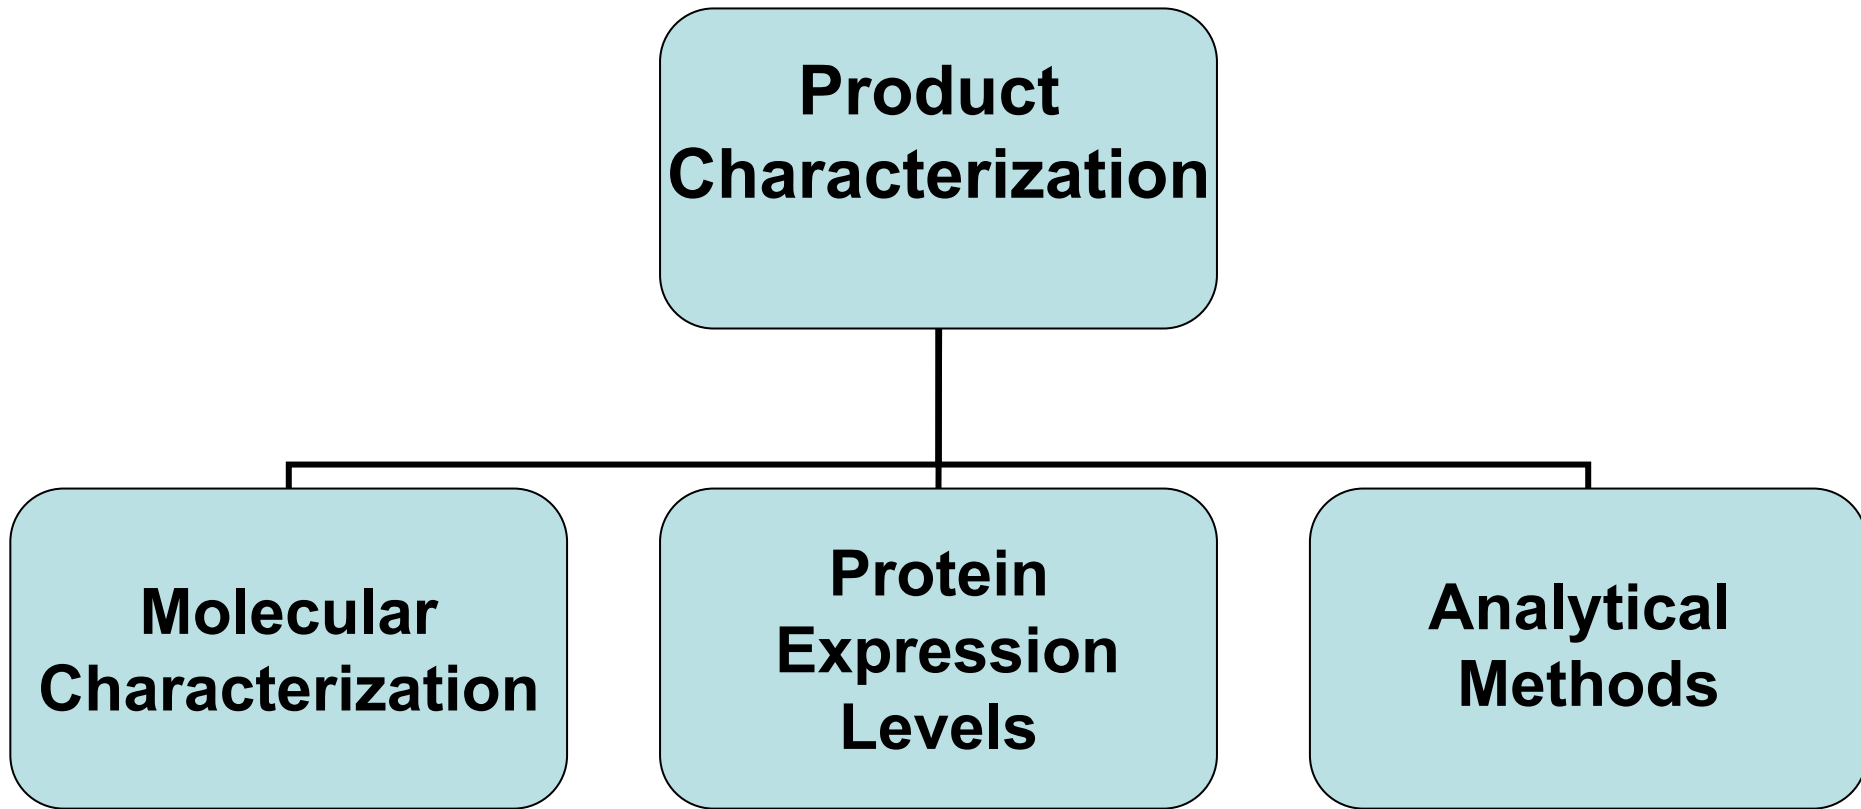 Product
Characterization
Molecular
Characterization
Protein
Expression
Levels
Analytical
Methods